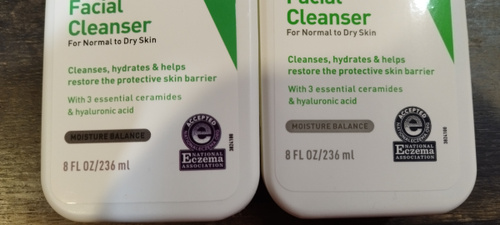 Facial
Cleanser
For Normal to Dry Skin
Cleanses, hydrates & helps
restore the protective skin barrier
With 3 essential ceramides
& hyaluronic acid
MOISTURE BALANCE
8 FL OZ/236 ml
ACCEPTED
e
NATIONAL
Eczema
ASSOCIATION
Facial
Cleanser
For Normal to Dry Skin
Cleanses, hydrates & helps
restore the protective skin barrier
With 3 essential ceramides
& hyaluronic acid
MOISTURE BALANCE
8 FL OZ/236 ml
ACCEPTED
e
NATIONAL
Eczema
ASSOCIATION